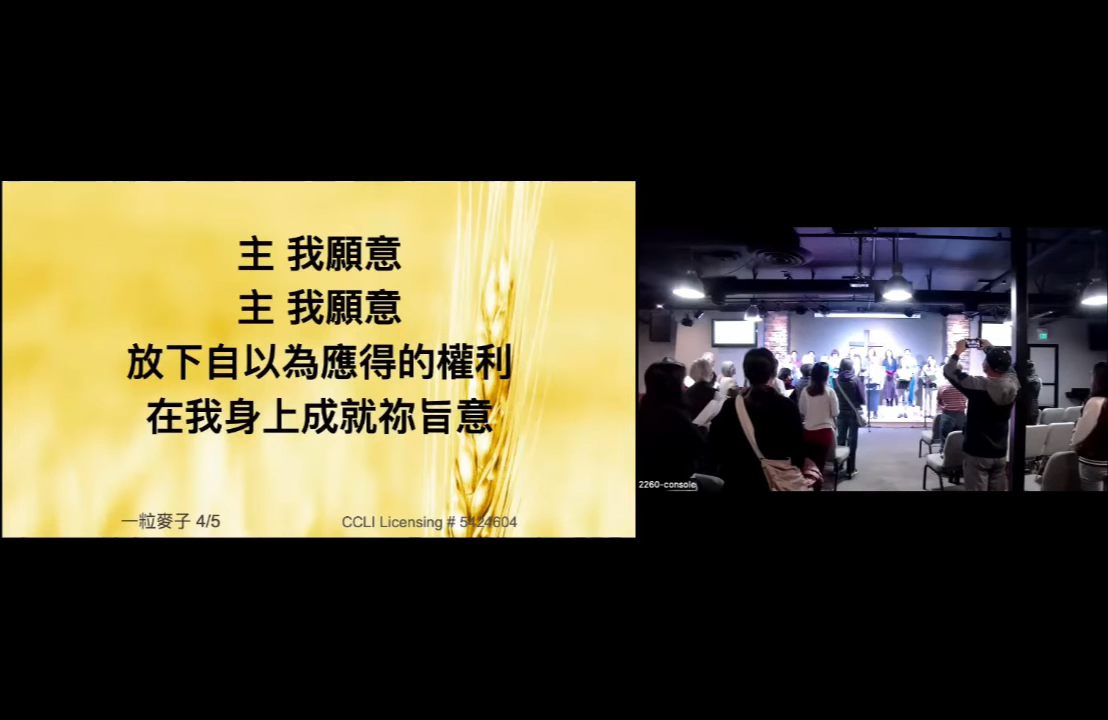 主 我願意
主 我願意
放下自以為應得的權利
在我身上成就祢旨意
一粒麥子 4/5
CCLI Licensing # 5424604
2260-console